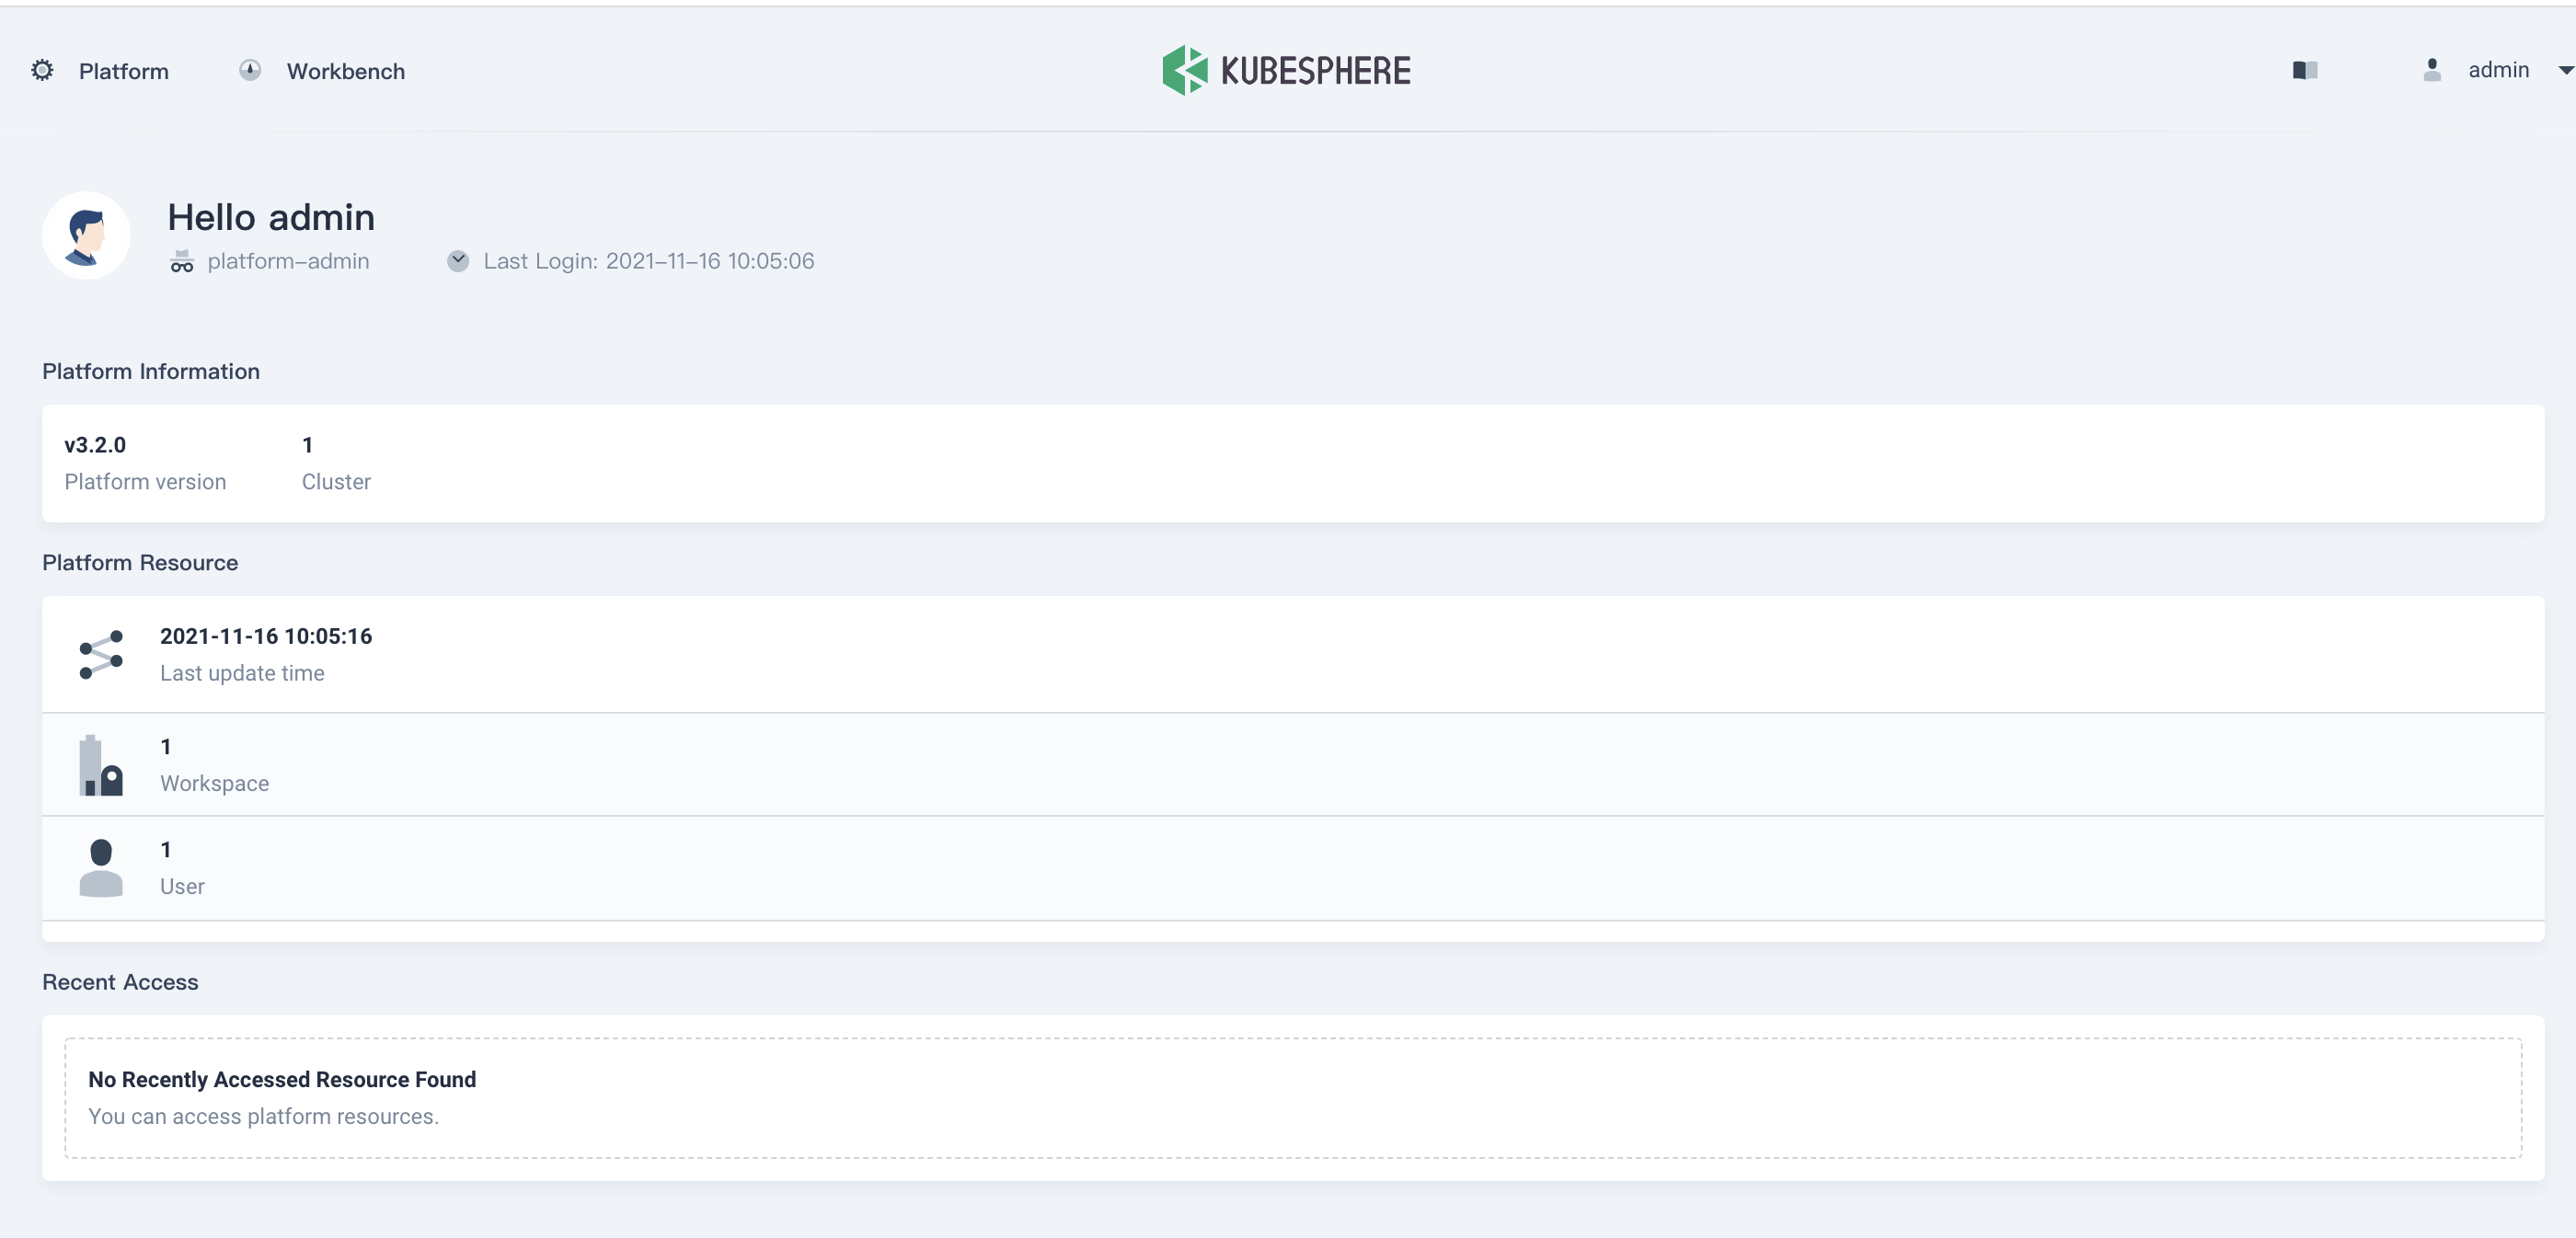 Platform Workbench KUBESPHERE admin
Hello admin
platform-admin Last Login: 2021-11-16 10:05:06
Platform Information
v3.2.0 1
Platform version Cluster
Platform Resource
2021-11-16 10:05:16
Last update time
1
Workspace
1
User
Recent Access
No Recently Accessed Resource Found
You can access platform resources.